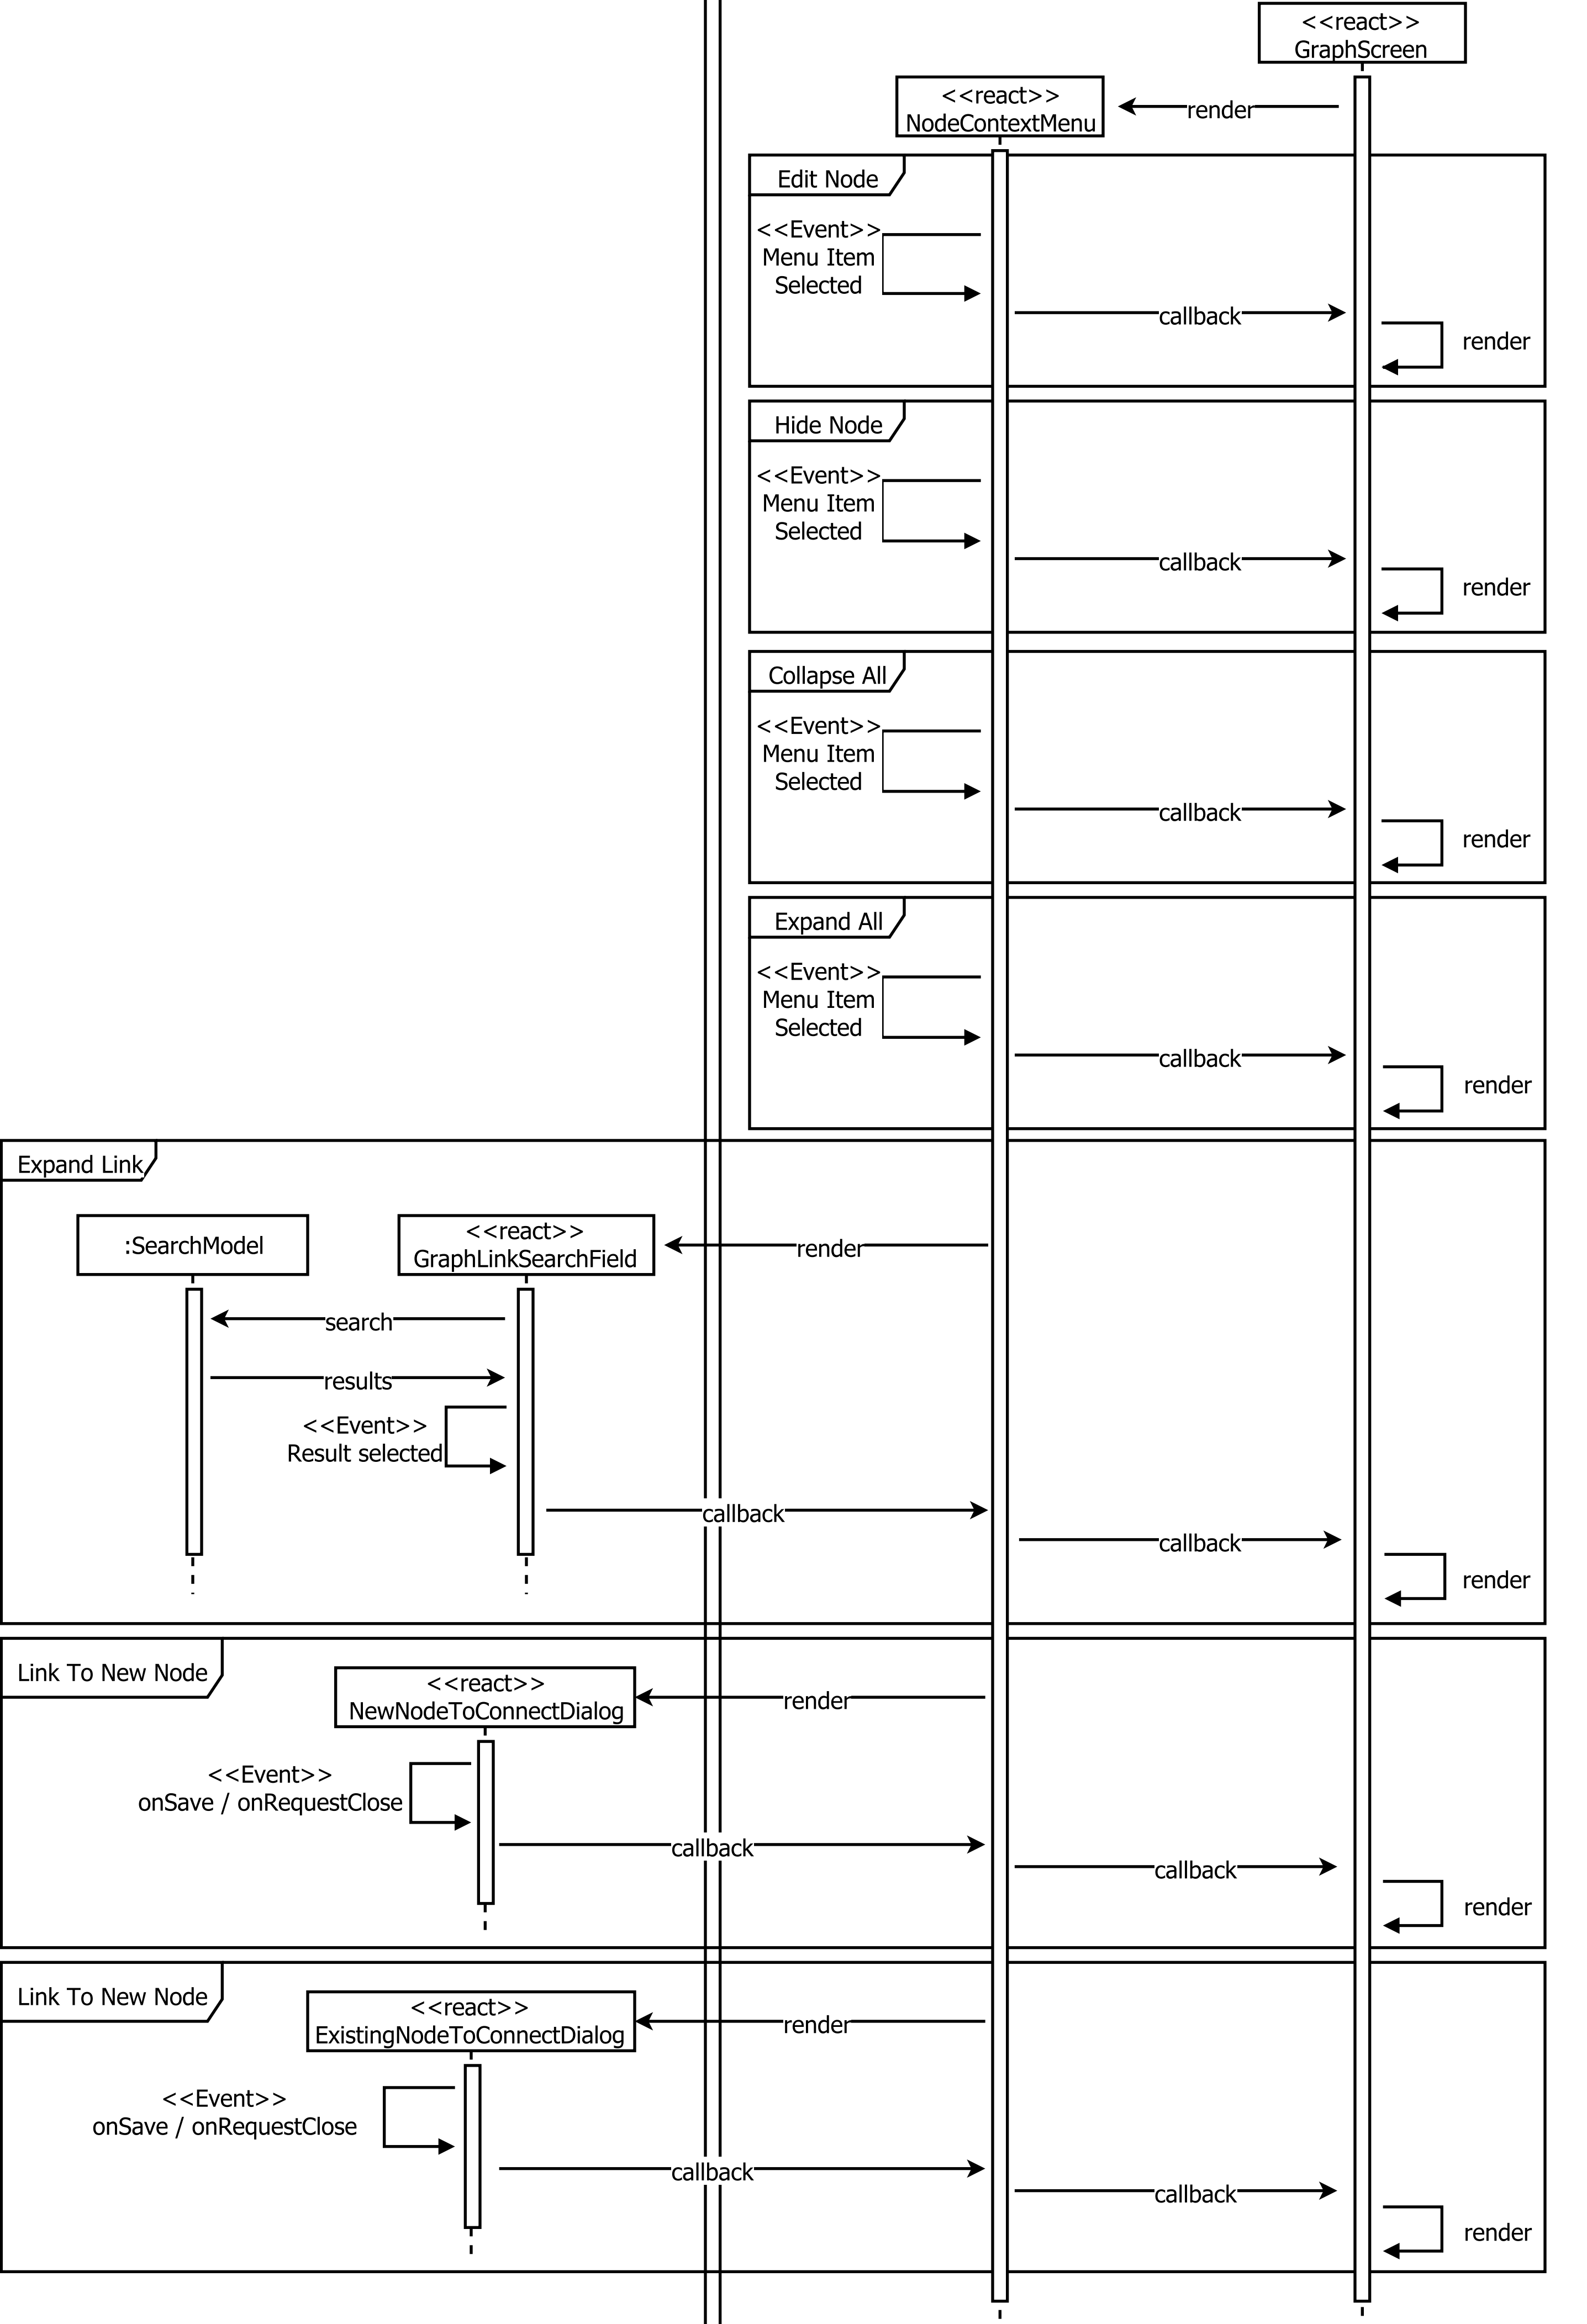 <<react>>
GraphScreen
<<react>>
NodeContextMenu
render
Edit Node
<<Event>>
Menu Item
Selected
callback
render
Hide Node
<<Event>>
Menu Item
Selected
callback
render
Collapse All
<<Event>>
Menu Item
Selected
callback
render
Expand All
<<Event>>
Menu Item
Selected
callback
render
Expand Link
:SearchModel
<<react>>
GraphLinkSearchField
render
search
results
<<Event>>
Result selected
callback
callback
render
Link To New Node
<<react>>
NewNodeToConnectDialog
render
<<Event>>
onSave / onRequestClose
callback
callback
render
Link To New Node
<<react>>
ExistingNodeToConnectDialog
render
<<Event>>
onSave / onRequestClose
callback
callback
render